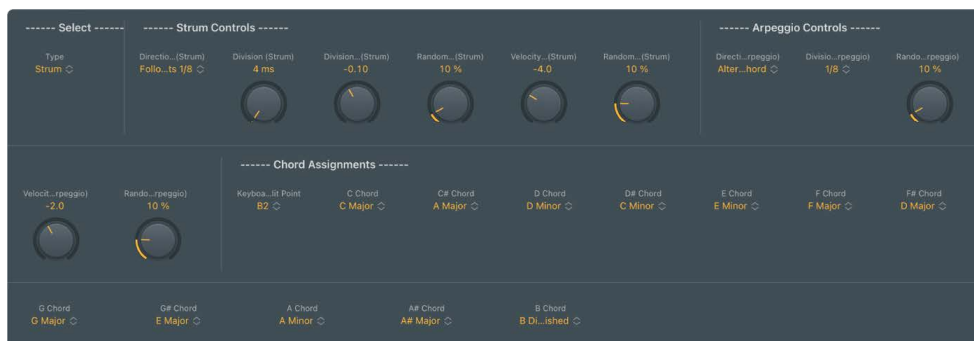 ------ Select ------
------ Strum Controls ------
------ Arpeggio Controls ------
Type
Directio...(Strum)
Division (Strum)
Division...(Strum)
Random...(Strum)
Velocity...(Strum)
Random...(Strum)
Directi...rpeggio)
Divisio...rpeggio)
Rando...rpeggio)
Strum
Follo...ts 1/8
4 ms
-0.10
10 %
-4.0
10 %
Alter...hord
1/8
10 %
------ Chord Assignments ------
Velocit...rpeggio)
Rando...rpeggio)
Keyboa...lit Point
C Chord
C# Chord
D Chord
D# Chord
E Chord
F Chord
F# Chord
-2.0
10 %
B2
C Major
A Major
D Minor
C Minor
E Minor
F Major
D Major
G Chord
G# Chord
A Chord
A# Chord
B Chord
G Major
E Major
A Minor
A# Major
B Di...ished